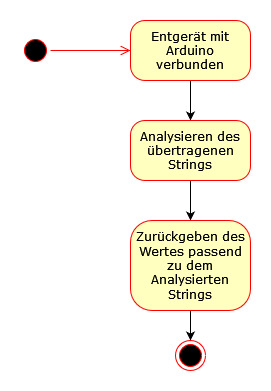 Entgerät mit
Arduino
verbunden
Analysieren des
übertragenen
Strings
Zurückgeben des
Wertes passend
zu dem
Analysierten
Strings